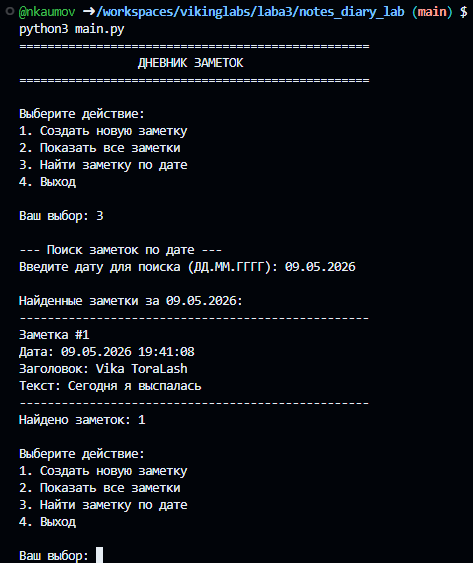 @nkaumov ➜/workspaces/vikinglabs/laba3/notes_diary_lab (main) $
python3 main.py
==================================================
ДНЕВНИК ЗАМЕТОК
==================================================
Выберите действие:
1. Создать новую заметку
2. Показать все заметки
3. Найти заметку по дате
4. Выход
Ваш выбор: 3
--- Поиск заметок по дате ---
Введите дату для поиска (ДД.ММ.ГГГГ): 09.05.2026
Найденные заметки за 09.05.2026:
--------------------------------------------------
Заметка #1
Дата: 09.05.2026 19:41:08
Заголовок: Vika ToraLash
Текст: Сегодня я выспалась
--------------------------------------------------
Найдено заметок: 1
Выберите действие:
1. Создать новую заметку
2. Показать все заметки
3. Найти заметку по дате
4. Выход
Ваш выбор: